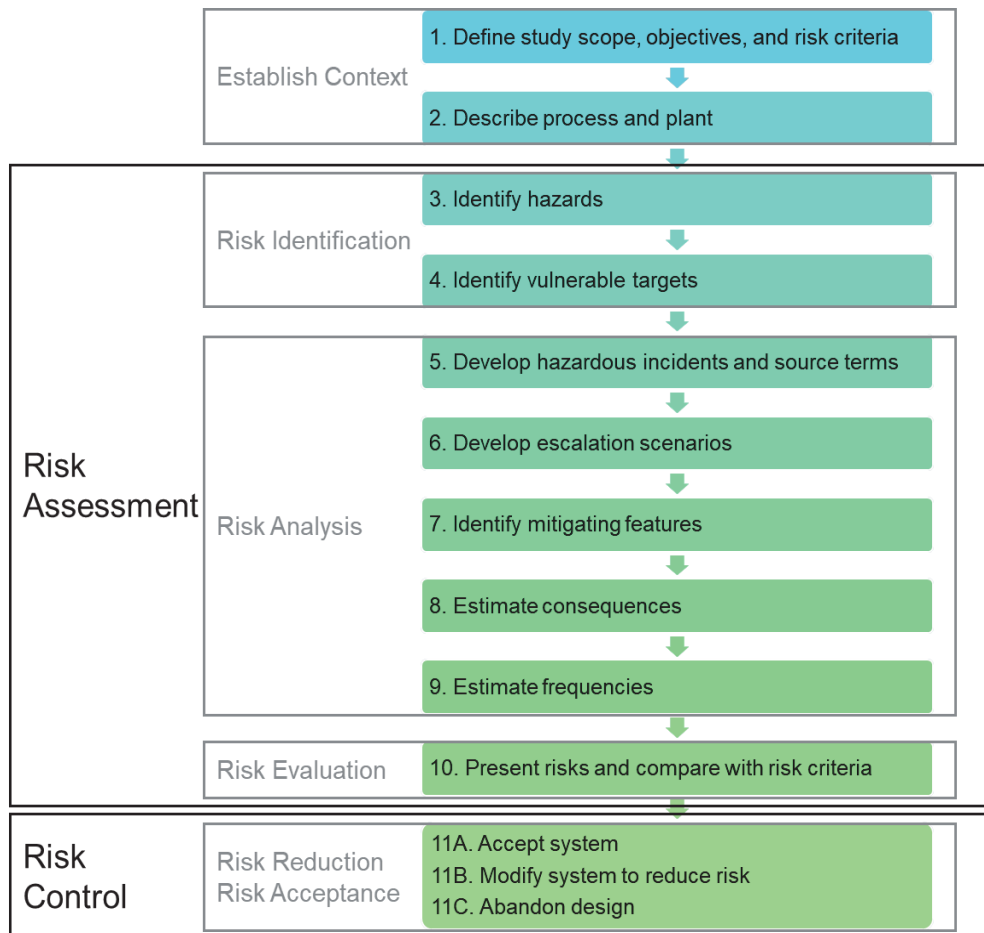 Establish Context
1. Define study scope, objectives, and risk criteria
2. Describe process and plant
Risk
Assessment
Risk Identification
3. Identify hazards
4. Identify vulnerable targets
Risk Analysis
5. Develop hazardous incidents and source terms
6. Develop escalation scenarios
7. Identify mitigating features
8. Estimate consequences
9. Estimate frequencies
Risk Evaluation
10. Present risks and compare with risk criteria
Risk
Control
Risk Reduction
Risk Acceptance
11A. Accept system
11B. Modify system to reduce risk
11C. Abandon design